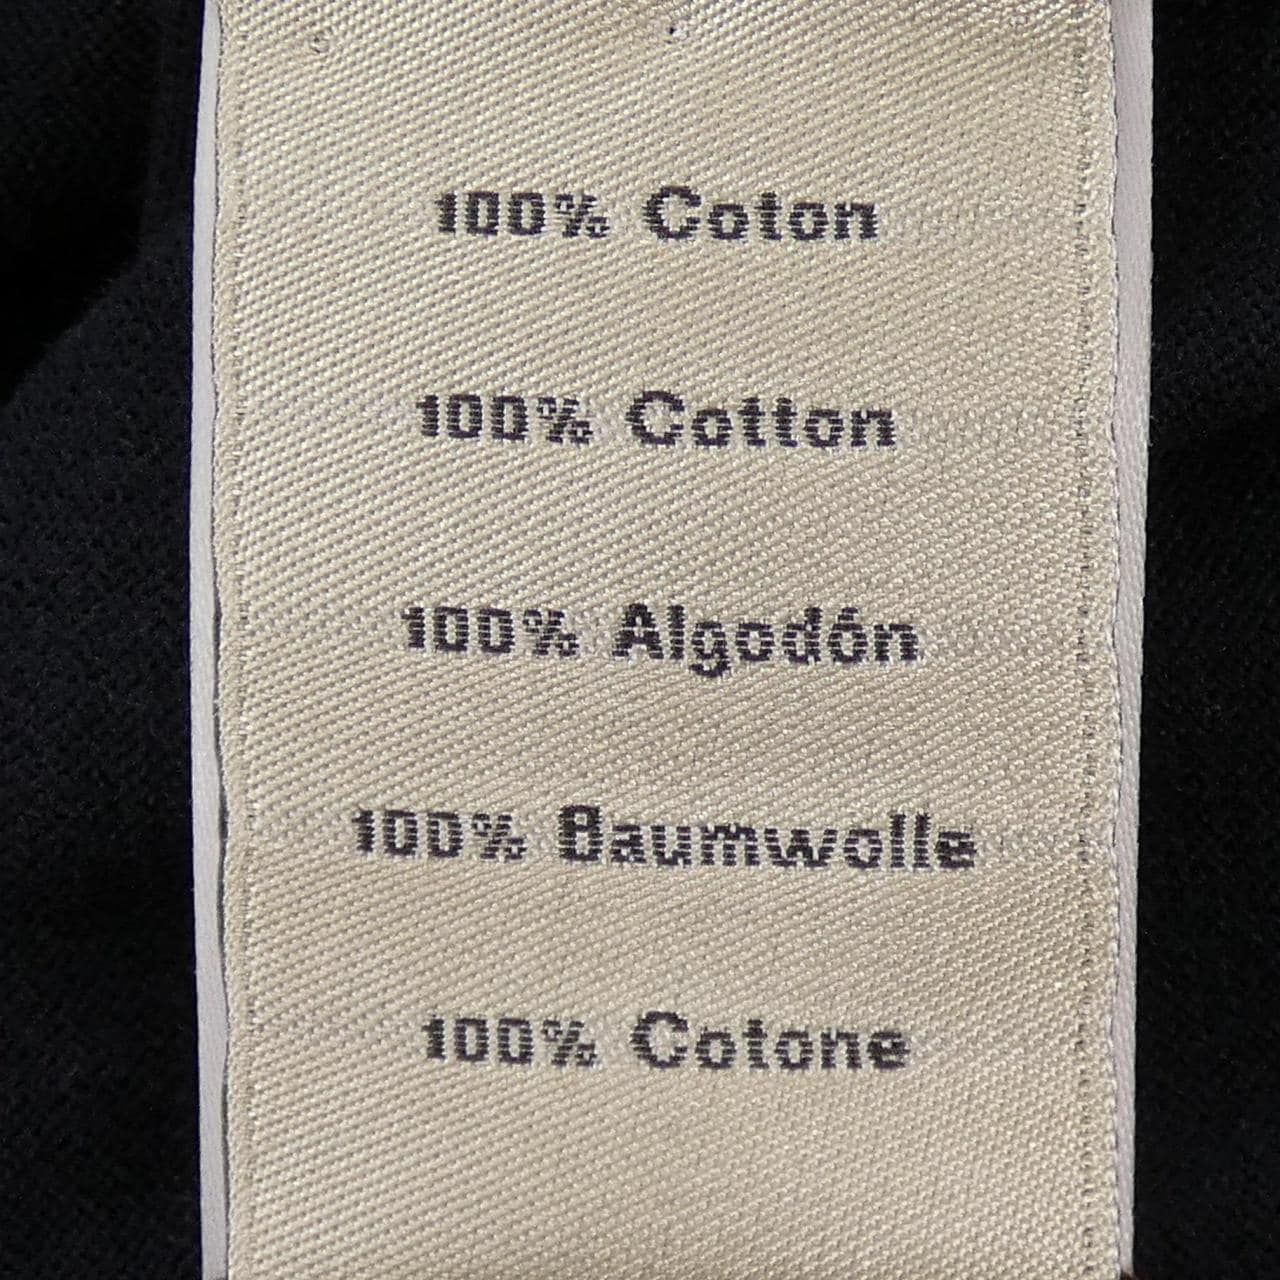 100% Coton
100% Cotton
100% Algodón
100% Baumwolle
100% Cotone